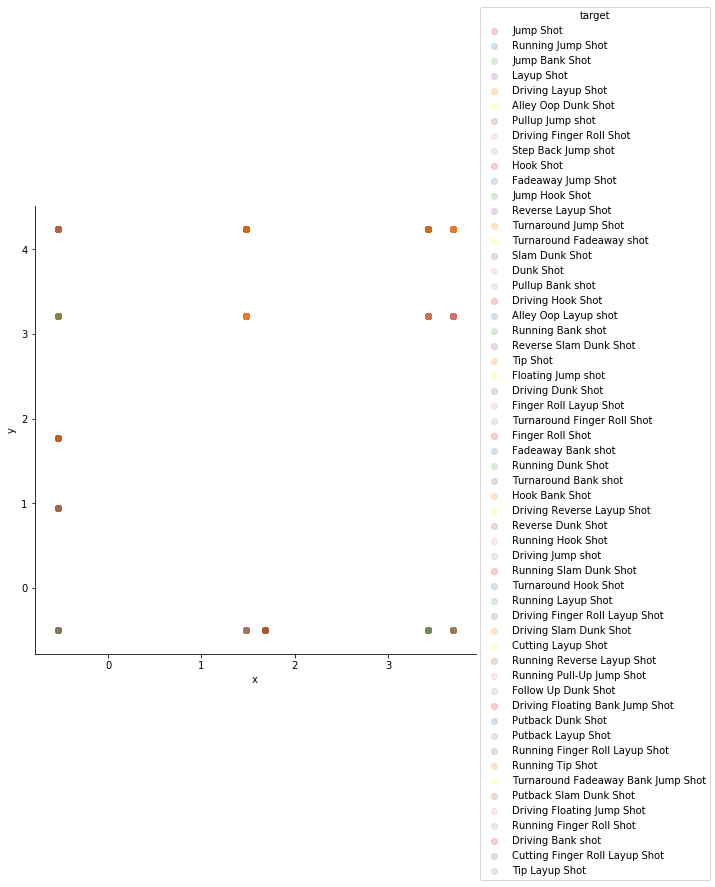 target
Jump Shot
Running Jump Shot
Jump Bank Shot
Layup Shot
Driving Layup Shot
Alley Oop Dunk Shot
Pullup Jump shot
Driving Finger Roll Shot
Step Back Jump shot
Hook Shot
Fadeaway Jump Shot
Jump Hook Shot
Reverse Layup Shot
Turnaround Jump Shot
Turnaround Fadeaway shot
Slam Dunk Shot
Dunk Shot
Pullup Bank shot
Driving Hook Shot
Alley Oop Layup shot
Running Bank shot
Reverse Slam Dunk Shot
Tip Shot
Floating Jump shot
Driving Dunk Shot
Finger Roll Layup Shot
Turnaround Finger Roll Shot
Finger Roll Shot
Fadeaway Bank shot
Running Dunk Shot
Turnaround Bank shot
Hook Bank Shot
Driving Reverse Layup Shot
Reverse Dunk Shot
Running Hook Shot
Driving Jump shot
Running Slam Dunk Shot
Turnaround Hook Shot
Running Layup Shot
Driving Finger Roll Layup Shot
Driving Slam Dunk Shot
Cutting Layup Shot
Running Reverse Layup Shot
Running Pull-Up Jump Shot
Follow Up Dunk Shot
Driving Floating Bank Jump Shot
Putback Dunk Shot
Putback Layup Shot
Running Finger Roll Layup Shot
Running Tip Shot
Turnaround Fadeaway Bank Jump Shot
Putback Slam Dunk Shot
Driving Floating Jump Shot
Running Finger Roll Shot
Driving Bank shot
Cutting Finger Roll Layup Shot
Tip Layup Shot
4
3
2
1
0
y
0 1 2 3
x